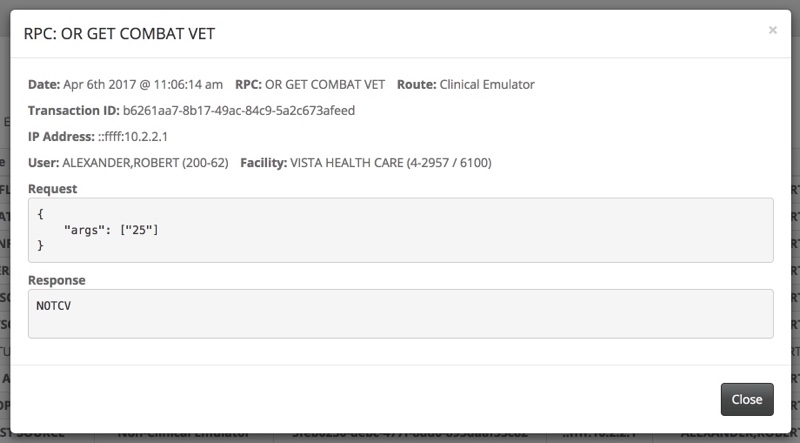 RPC: OR GET COMBAT VET ×
Date: Apr 6th 2017 @ 11:06:14 am RPC: OR GET COMBAT VET Route: Clinical Emulator
Transaction ID: b6261aa7-8b17-49ac-84c9-5a2c673afeed
IP Address: ::ffff:10.2.2.1
User: ALEXANDER,ROBERT (200-62) Facility: VISTA HEALTH CARE (4-2957 / 6100)
Request
{
"args": ["25"]
}
Response
NOTCV
Close